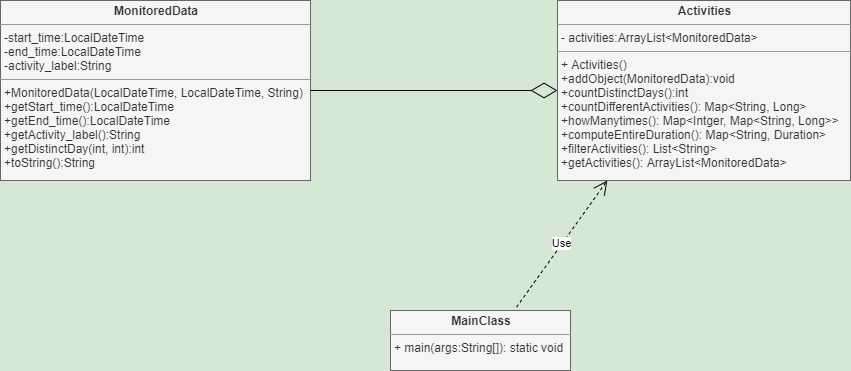 MonitoredData
-start_time:LocalDateTime
-end_time:LocalDateTime
-activity_label:String
+MonitoredData(LocalDateTime, LocalDateTime, String)
+getStart_time():LocalDateTime
+getEnd_time():LocalDateTime
+getActivity_label():String
+getDistinctDay(int, int):int
+toString():String
Activities
- activities:ArrayList<MonitoredData>
+ Activities()
+addObject(MonitoredData):void
+countDistinctDays():int
+countDifferentActivities(): Map<String, Long>
+howManytimes(): Map<Intger, Map<String, Long>>
+computeEntireDuration(): Map<String, Duration>
+filterActivities(): List<String>
+getActivities(): ArrayList<MonitoredData>
Use
MainClass
+ main(args:String[]): static void